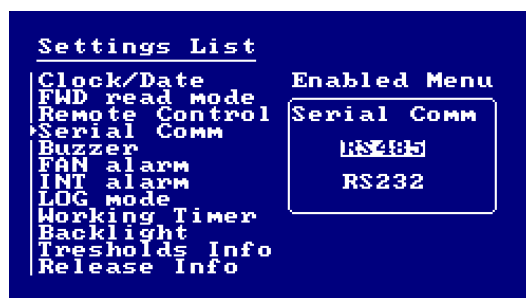 Settings List
Clock/Date
FWD read mode
Remote Control
Serial Comm
Buzzer
FAN alarm
INT alarm
LOG mode
Working Timer
Backlight
Tresholds Info
Release Info
Enabled Menu
Serial Comm
RS485
RS232